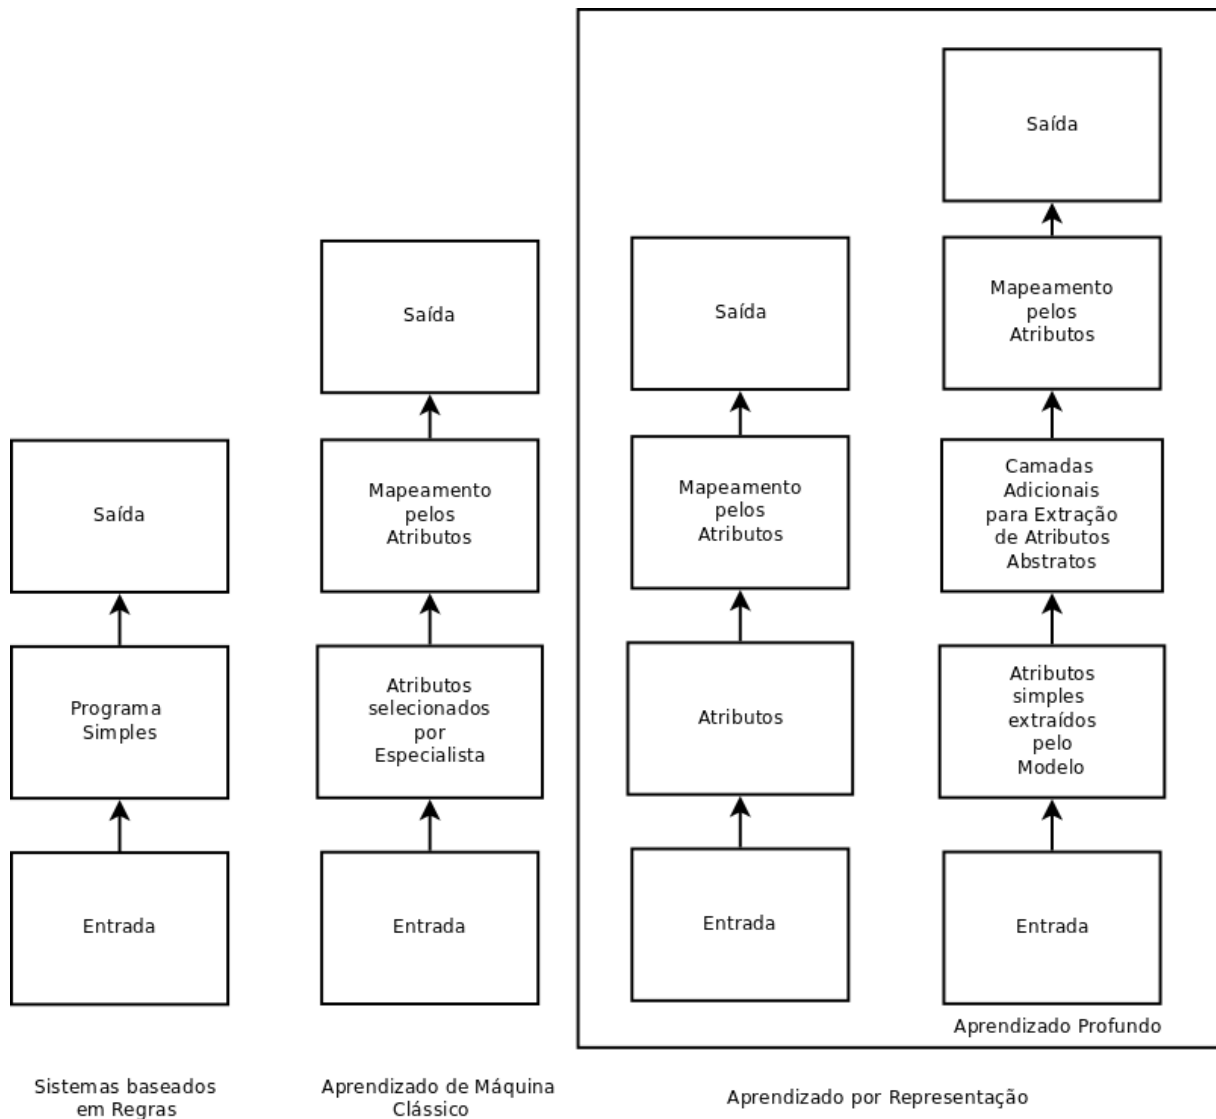 Saída
Programa
Simples
Entrada
Sistemas baseados
em Regras
Saída
Mapeamento
pelos
Atributos
Atributos
selecionados
por
Especialista
Entrada
Aprendizado de Máquina
Clássico
Saída
Mapeamento
pelos
Atributos
Atributos
Entrada
Saída
Mapeamento
pelos
Atributos
Camadas
Adicionais
para Extração
de Atributos
Abstratos
Atributos
simples
extraídos
pelo
Modelo
Entrada
Aprendizado Profundo
Aprendizado por Representação